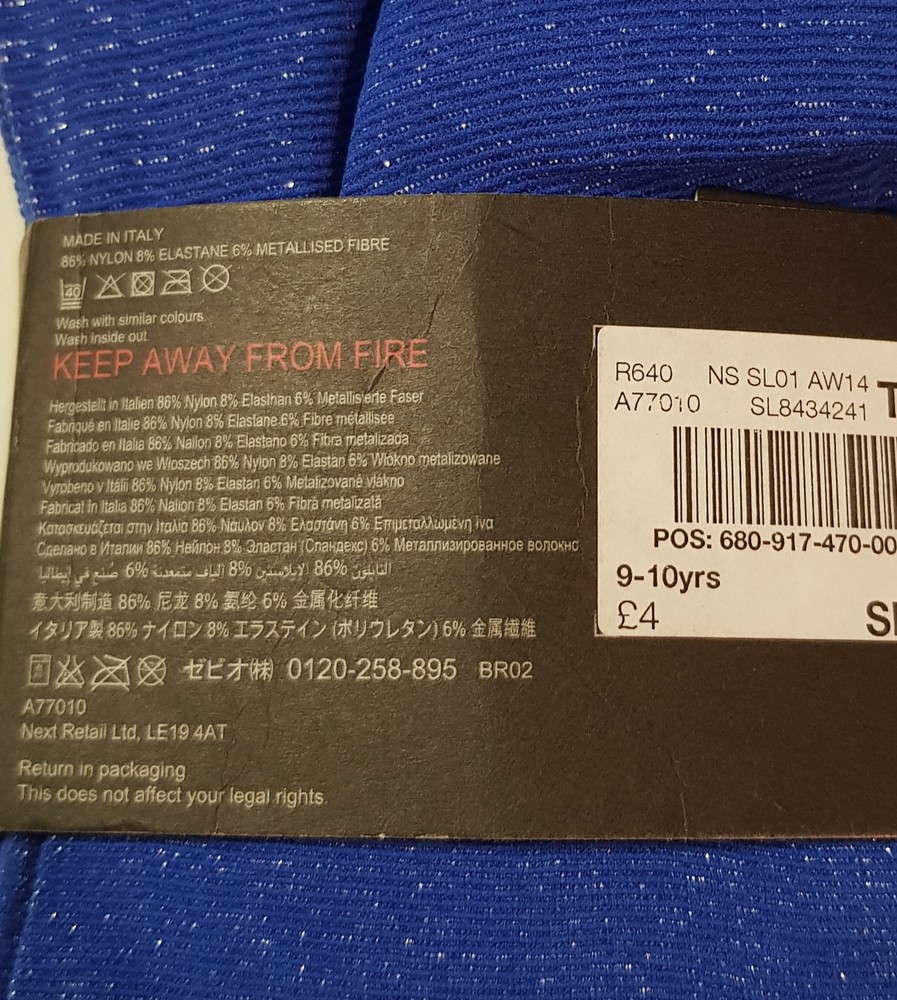 MADE IN ITALY
86% NYLON 8% ELASTANE 6% METALLISED FIBRE
40
Wash with similar colours.
Wash inside out.
KEEP AWAY FROM FIRE
Hergestellt in Italien 86% Nylon 8% Elasthan 6% Metallisierte Faser
Fabriqué en Italie 86% Nylon 8% Elastane 6% Fibre métallisée
Fabricado en Italia 86% Nailon 8% Elastano 6% Fibra metalizada
Wyprodukowano we Włoszech 86% Nylon 8% Elastan 6% Włókno metalizowane
Vyrobeno v Itálii 86% Nylon 8% Elastan 6% Metalizované vlákno
Fabricat în Italia 86% Nailon 8% Elastan 6% Fibră metalizată
Κατασκευάζεται στην Ιταλία 86% Νάυλον 8% Ελαστάνη 6% Επιμεταλλωμένη ίνα
Сделано в Италии 86% Нейлон 8% Эластан (Спандекс) 6% Металлизированное волокно
صُنع في إيطاليا 6% ألياف متمعدنة 8% الايلاستين 86% النايلون
意大利制造 86% 尼龙 8% 氨纶 6% 金属化纤维
イタリア製 86% ナイロン 8% エラステイン (ポリウレタン) 6% 金属繊維
ゼビオ㈱ 0120-258-895 BR02
A77010
Next Retail Ltd, LE19 4AT
Return in packaging
This does not affect your legal rights.
R640 NS SL01 AW14
A77010 SL8434241
POS: 680-917-470-00
9-10yrs
£4